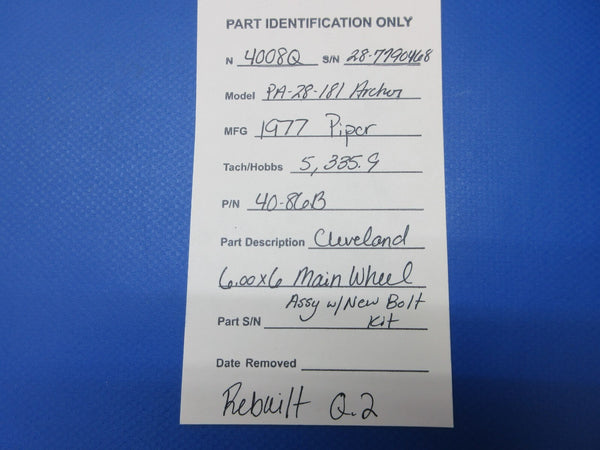 PART IDENTIFICATION ONLY
N 4008Q S/N 28-7790468
Model PA-28-181 Archer
MFG 1977 Piper
Tach/Hobbs 5,335.9
P/N 40-86B
Part Description Cleveland
6.00x6 Main Wheel
Assy w/New Bolt
Part S/N Kit
Date Removed
Rebuilt Q.2